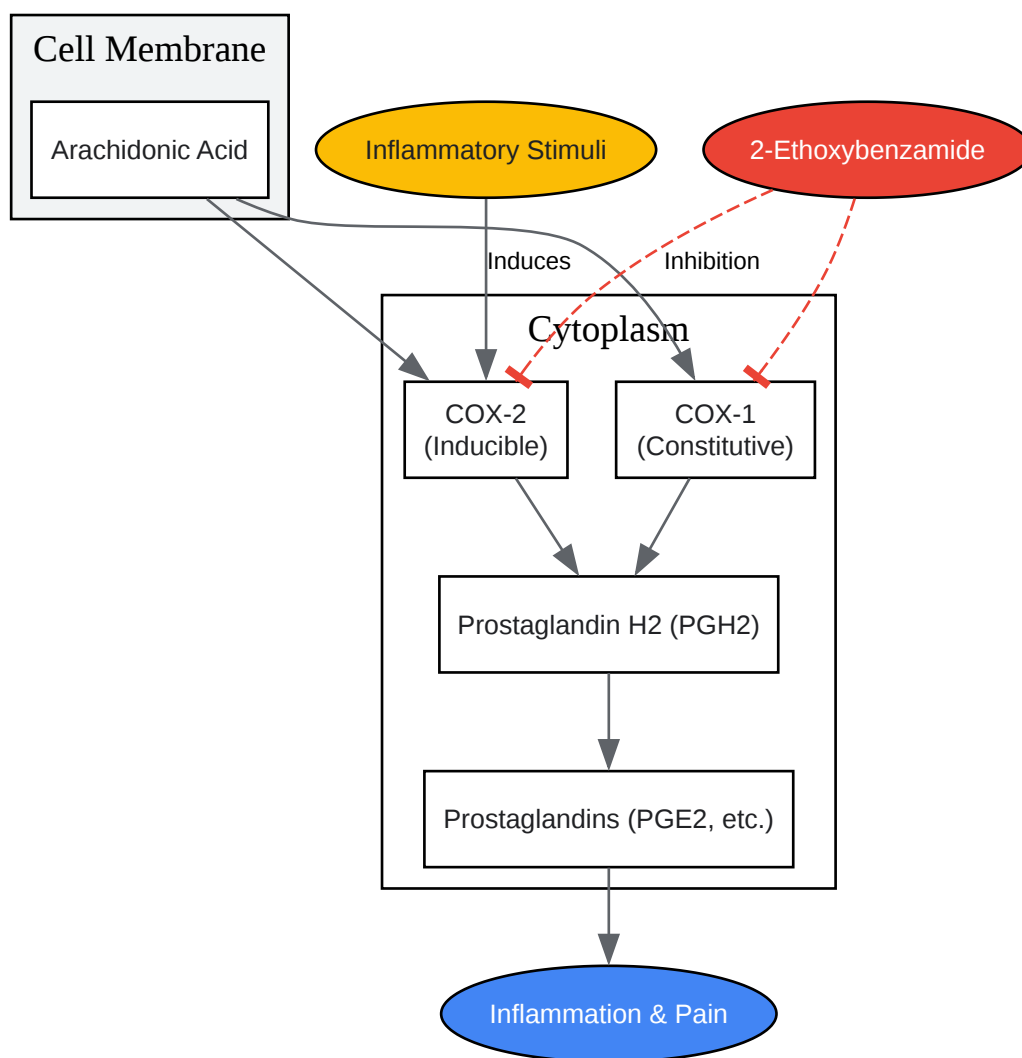 Cell Membrane
Arachidonic Acid
Inflammatory Stimuli
2-Ethoxybenzamide
Induces
Inhibition
Cytoplasm
COX-2
(Inducible)
COX-1
(Constitutive)
Prostaglandin H2 (PGH2)
Prostaglandins (PGE2, etc.)
Inflammation & Pain